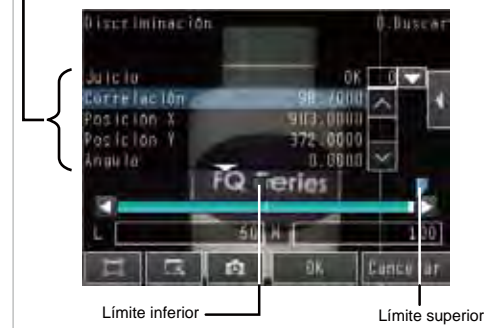 Discriminación 0.Buscar
Juicio OK 0
Correlación 98.7000
Posición X 903.0000
Posición Y 372.0000
Ángulo 0.0000
FQ Series
L 50 H 100
OK Cancelar
Límite inferior Límite superior